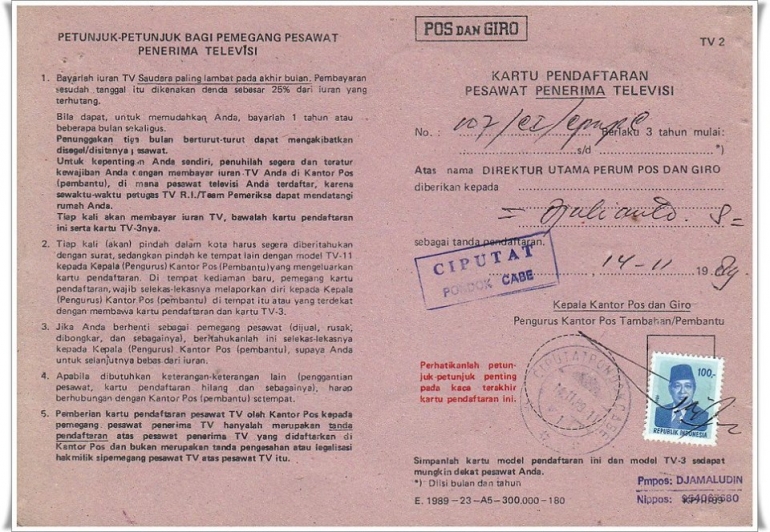 PETUNJUK-PETUNJUK BAGI PEMEGANG PESAWAT
PENERIMA TELEVISI
1. Bayarlah iuran TV Saudara paling lambat pada akhir bulan. Pembayaran
sesudah tanggal itu dikenakan denda sebesar 25% dari iuran yang
terhutang.
Bila dapat, untuk memudahkan Anda, bayarlah 1 tahun atau
beberapa bulan sekaligus.
Penunggakan tiga bulan berturut-turut dapat mengakibatkan
disegel/disitanya pesawat.
Untuk kepentingan Anda sendiri, penuhilah segera dan teratur
kewajiban Anda dengan membayar iuran TV Anda di Kantor Pos
(pembantu), di mana pesawat televisi Anda terdaftar, karena
sewaktu-waktu petugas TV R.I./Team Pemeriksa dapat mendatangi
rumah Anda.
Tiap kali akan membayar iuran TV, bawalah kartu pendaftaran
ini serta kartu TV-3nya.
2. Tiap kali (akan) pindah dalam kota harus segera diberitahukan
dengan surat, sedangkan pindah ke tempat lain dengan model TV-11
kepada Kepala (Pengurus) Kantor Pos (Pembantu) yang mengeluarkan
kartu pendaftaran. Di tempat kediaman baru, pemegang kartu
pendaftaran, wajib selekas-lekasnya melaporkan diri kepada Kepala
(Pengurus) Kantor Pos (pembantu) di tempat itu atau yang terdekat
dengan membawa kartu pendaftaran dan kartu TV-3.
3. Jika Anda berhenti sebagai pemegang pesawat (dijual, rusak,
dibongkar, dan sebagainya), beritahukanlah ini selekas-lekasnya
kepada Kepala (Pengurus) Kantor Pos (pembantu), supaya Anda
untuk selanjutnya bebas dari iuran.
4. Apabila dibutuhkan keterangan-keterangan lain (penggantian
pesawat, kartu pendaftaran hilang dan sebagainya), harap
berhubungan dengan Kantor Pos (pembantu) setempat.
5. Pemberian kartu pendaftaran pesawat TV oleh Kantor Pos kepada
pemegang pesawat penerima TV hanyalah merupakan tanda
pendaftaran atas pesawat penerima TV yang didaftarkan di
Kantor Pos dan bukan merupakan tanda pengesahan atau legalisasi
hakmilik sipemegang pesawat TV atas pesawat TV itu.
POS DAN GIRO
TV 2
KARTU PENDAFTARAN
PESAWAT PENERIMA TELEVISI
No. : Berlaku 3 tahun mulai:
s/d *)
Atas nama DIREKTUR UTAMA PERUM POS DAN GIRO
diberikan kepada
= Djulianto. S =
sebagai tanda pendaftaran.
CIPUTAT
PONDOK CABE
14-11 1989
Kepala Kantor Pos dan Giro
Pengurus Kantor Pos Tambahan/Pembantu
Perhatikanlah petun-
juk-petunjuk penting
pada kaca terakhir
kartu pendaftaran ini.
100,-
REPUBLIK INDONESIA
Simpanlah kartu model pendaftaran ini dan model TV-3 sedapat
mungkin dekat pesawat Anda.
*) Diisi bulan dan tahun
E. 1989-23-A5-300.000-180
Pmpos: DJAMALUDIN
Nippos: